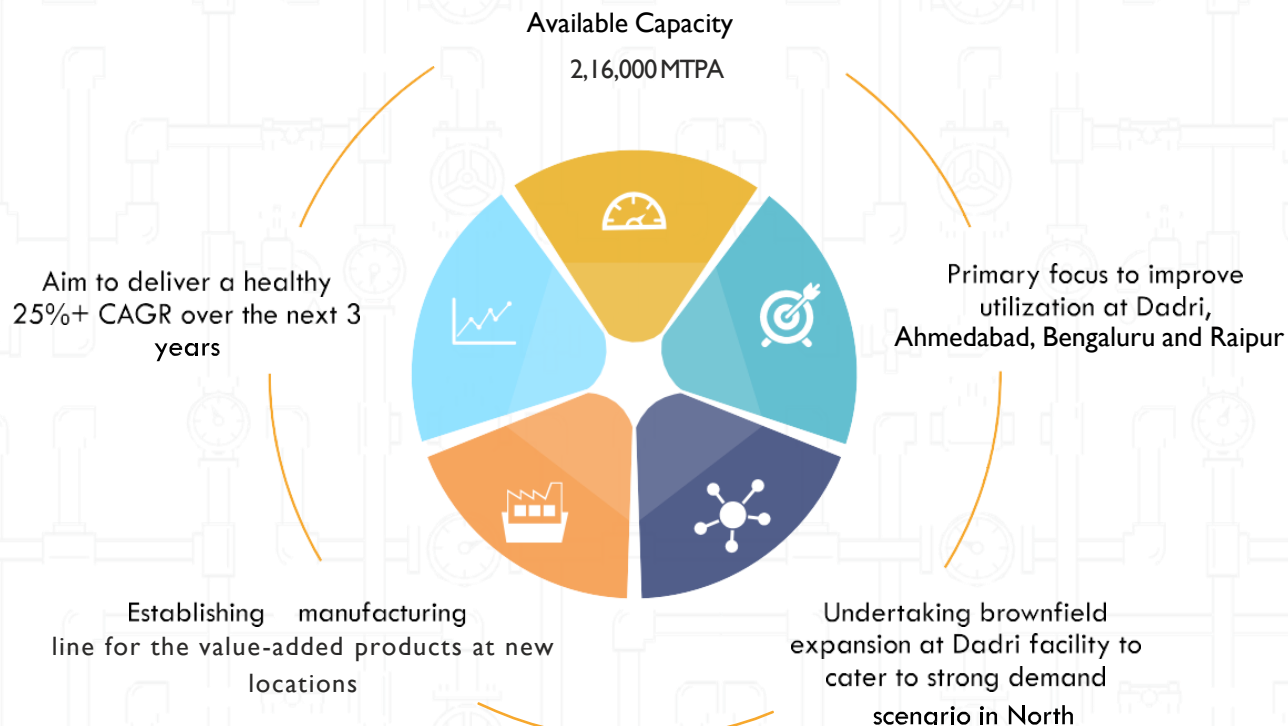 Available Capacity
2,16,000 MTPA
Primary focus to improve
utilization at Dadri,
Ahmedabad, Bengaluru and Raipur
Undertaking brownfield
expansion at Dadri facility to
cater to strong demand
scenario in North
Establishing manufacturing
line for the value-added products at new
locations
Aim to deliver a healthy
25%+ CAGR over the next 3
years